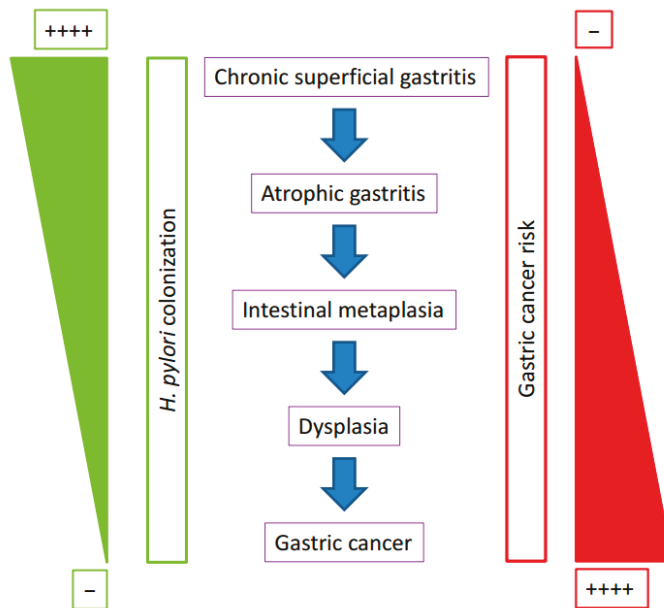 ++++
–
Chronic superficial gastritis
Atrophic gastritis
Intestinal metaplasia
Dysplasia
Gastric cancer
H. pylori colonization
Gastric cancer risk
–
++++